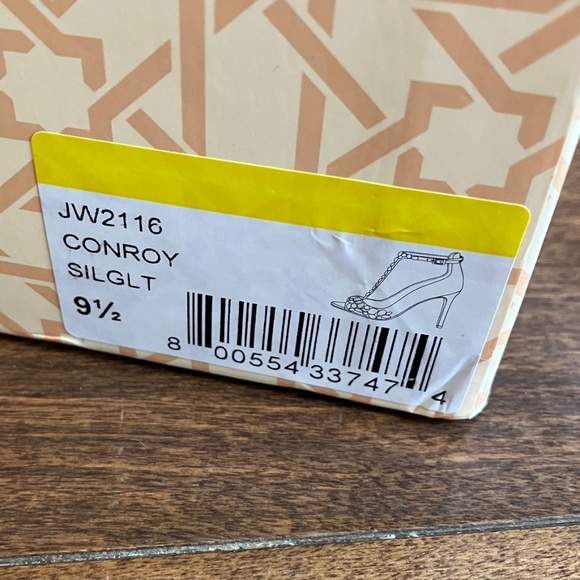 JW2116
CONROY
SILGLT
9½
8 00554 33747 4